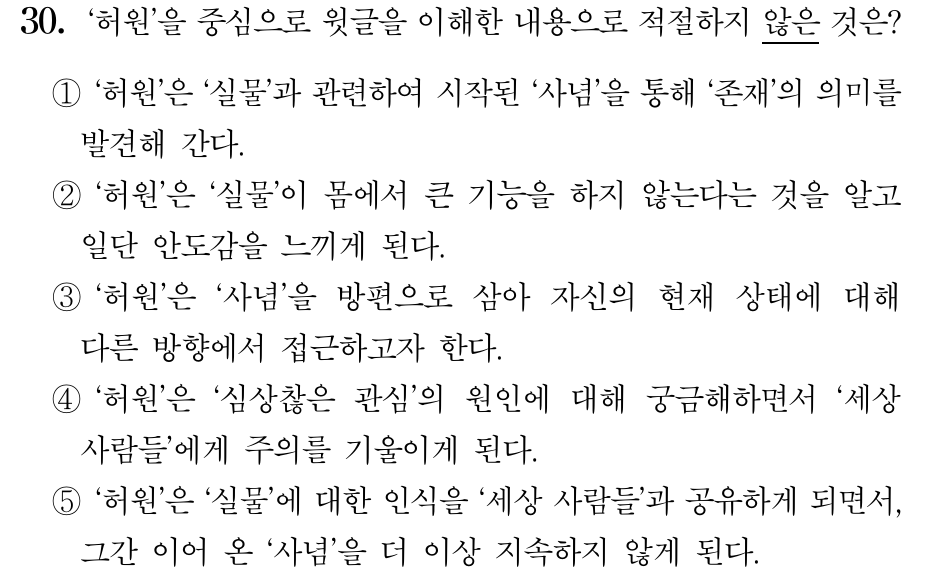 30. ‘허원’을 중심으로 윗글을 이해한 내용으로 적절하지 않은 것은?
① ‘허원’은 ‘실물’과 관련하여 시작된 ‘사념’을 통해 ‘존재’의 의미를
발견해 간다.
② ‘허원’은 ‘실물’이 몸에서 큰 기능을 하지 않는다는 것을 알고
일단 안도감을 느끼게 된다.
③ ‘허원’은 ‘사념’을 방편으로 삼아 자신의 현재 상태에 대해
다른 방향에서 접근하고자 한다.
④ ‘허원’은 ‘심상찮은 관심’의 원인에 대해 궁금해하면서 ‘세상
사람들’에게 주의를 기울이게 된다.
⑤ ‘허원’은 ‘실물’에 대한 인식을 ‘세상 사람들’과 공유하게 되면서,
그간 이어 온 ‘사념’을 더 이상 지속하지 않게 된다.